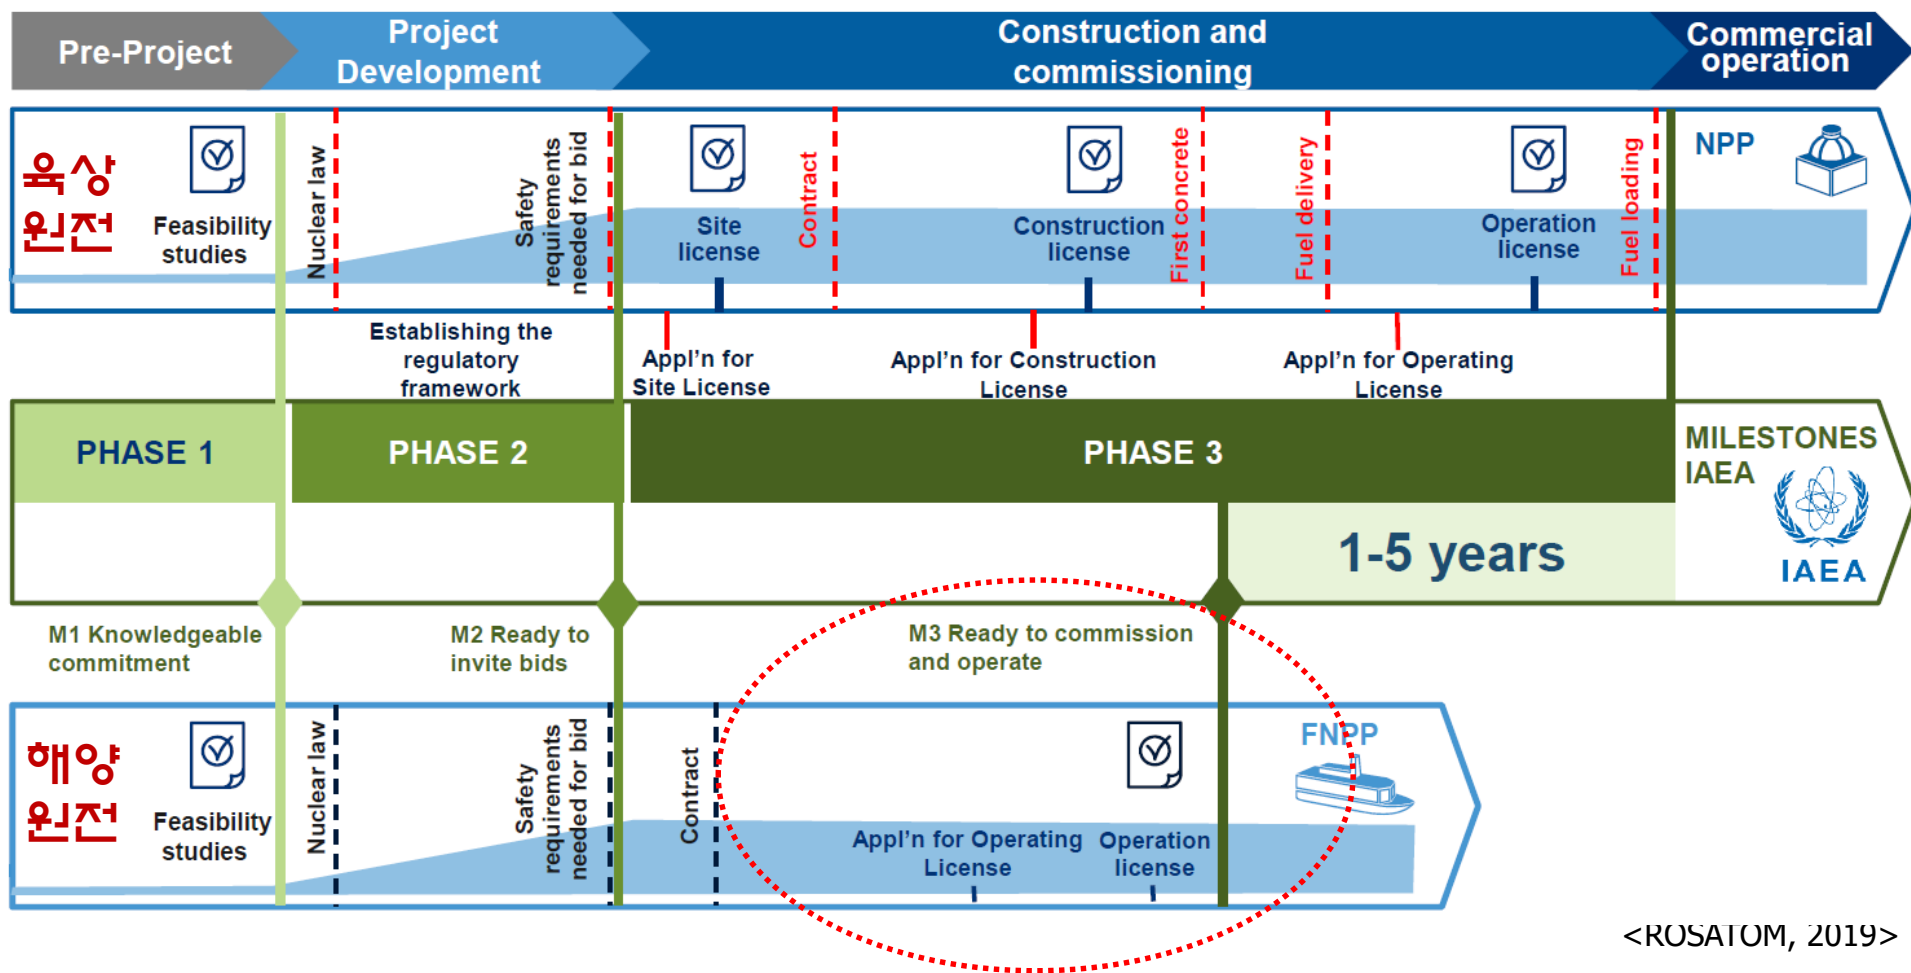 Pre-Project
Project
Development
Construction and
commissioning
Commercial
operation
육상
원전
Feasibility
studies
Nuclear law
Safety
requirements
needed for bid
Site
license
Contract
Construction
license
First concrete
Fuel delivery
Operation
license
Fuel loading
NPP
Establishing the
regulatory
framework
Appl'n for
Site License
Appl'n for Construction
License
Appl'n for Operating
License
PHASE 1
PHASE 2
PHASE 3
MILESTONES
IAEA
1-5 years
IAEA
M1 Knowledgeable
commitment
M2 Ready to
invite bids
M3 Ready to commission
and operate
해양
원전
Feasibility
studies
Nuclear law
Safety
requirements
needed for bid
Contract
Appl'n for Operating
License
Operation
license
FNPP
<ROSATOM, 2019>